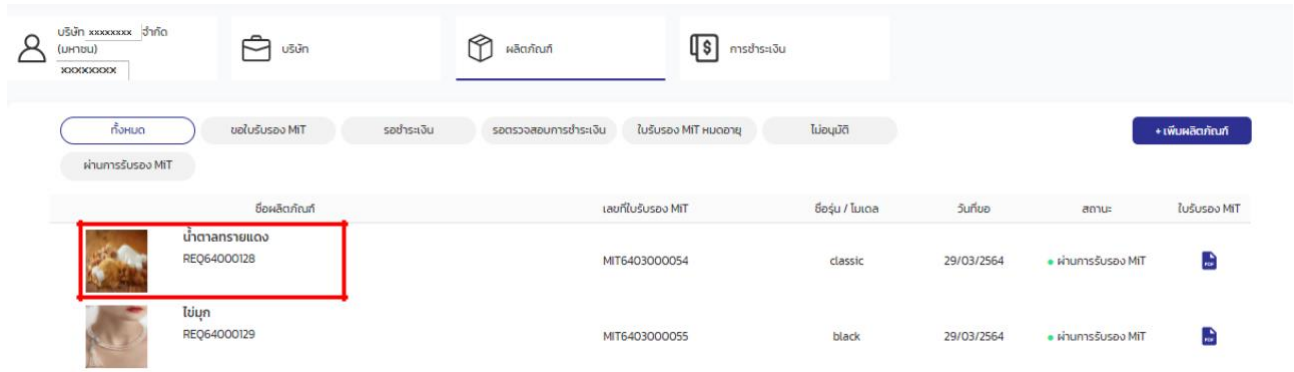 บริษัท xxxxxxxx จำกัด
(มหาชน)
xxxxxxxxx
บริษัท
ผลิตภัณฑ์
การชำระเงิน
ทั้งหมด
ขอใบรับรอง MiT
รอชำระเงิน
รอตรวจสอบการชำระเงิน
ใบรับรอง MiT หมดอายุ
ไม่อนุมัติ
+ เพิ่มผลิตภัณฑ์
ผ่านการรับรอง MiT
ชื่อผลิตภัณฑ์ เลขที่ใบรับรอง MiT ชื่อรุ่น / โมเดล วันที่ขอ สถานะ ใบรับรอง MiT
น้ำตาลทรายแดง
REQ64000128
MIT6403000054 classic 29/03/2564 ผ่านการรับรอง MiT PDF
ไข่มุก
REQ64000129
MIT6403000055 black 29/03/2564 ผ่านการรับรอง MiT PDF